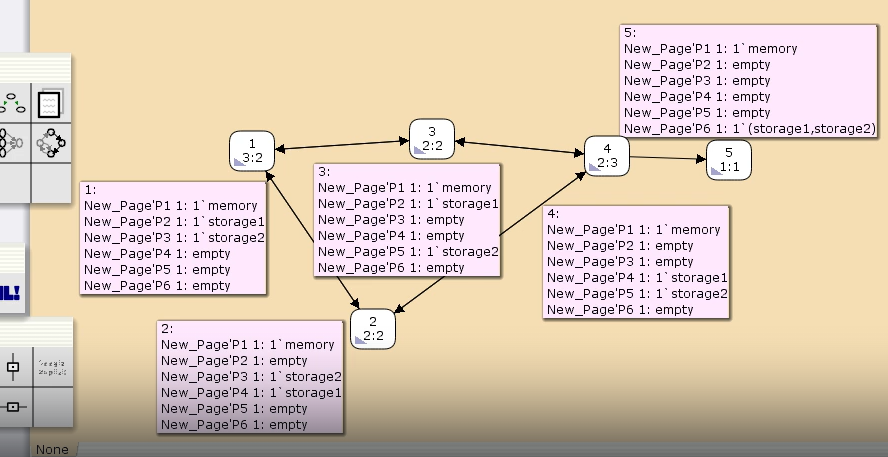 5:
New_Page'P1 1: 1`memory
New_Page'P2 1: empty
New_Page'P3 1: empty
New_Page'P4 1: empty
New_Page'P5 1: empty
New_Page'P6 1: 1`(storage1,storage2)
1
3:2
3
2:2
4
2:3
5
1:1
1:
New_Page'P1 1: 1`memory
New_Page'P2 1: 1`storage1
New_Page'P3 1: 1`storage2
New_Page'P4 1: empty
New_Page'P5 1: empty
New_Page'P6 1: empty
3:
New_Page'P1 1: 1`memory
New_Page'P2 1: 1`storage1
New_Page'P3 1: empty
New_Page'P4 1: empty
New_Page'P5 1: 1`storage2
New_Page'P6 1: empty
4:
New_Page'P1 1: 1`memory
New_Page'P2 1: empty
New_Page'P3 1: empty
New_Page'P4 1: 1`storage1
New_Page'P5 1: 1`storage2
New_Page'P6 1: empty
2
2:2
2:
New_Page'P1 1: 1`memory
New_Page'P2 1: empty
New_Page'P3 1: 1`storage2
New_Page'P4 1: 1`storage1
New_Page'P5 1: empty
New_Page'P6 1: empty
None